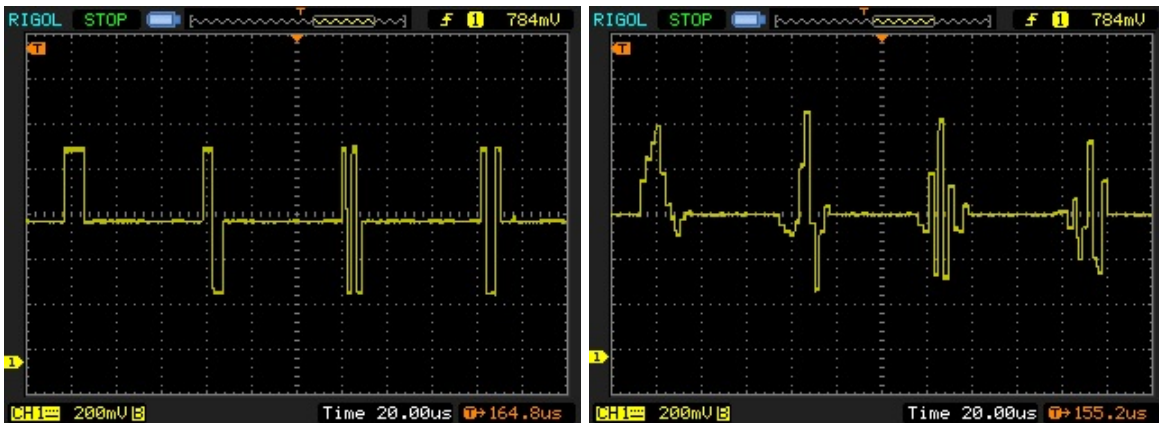 RIGOL STOP T 1 784mV
T
1
CH1 200mV B Time 20.00us T→164.8us
RIGOL STOP T 1 784mV
T
1
CH1 200mV B Time 20.00us T→155.2us